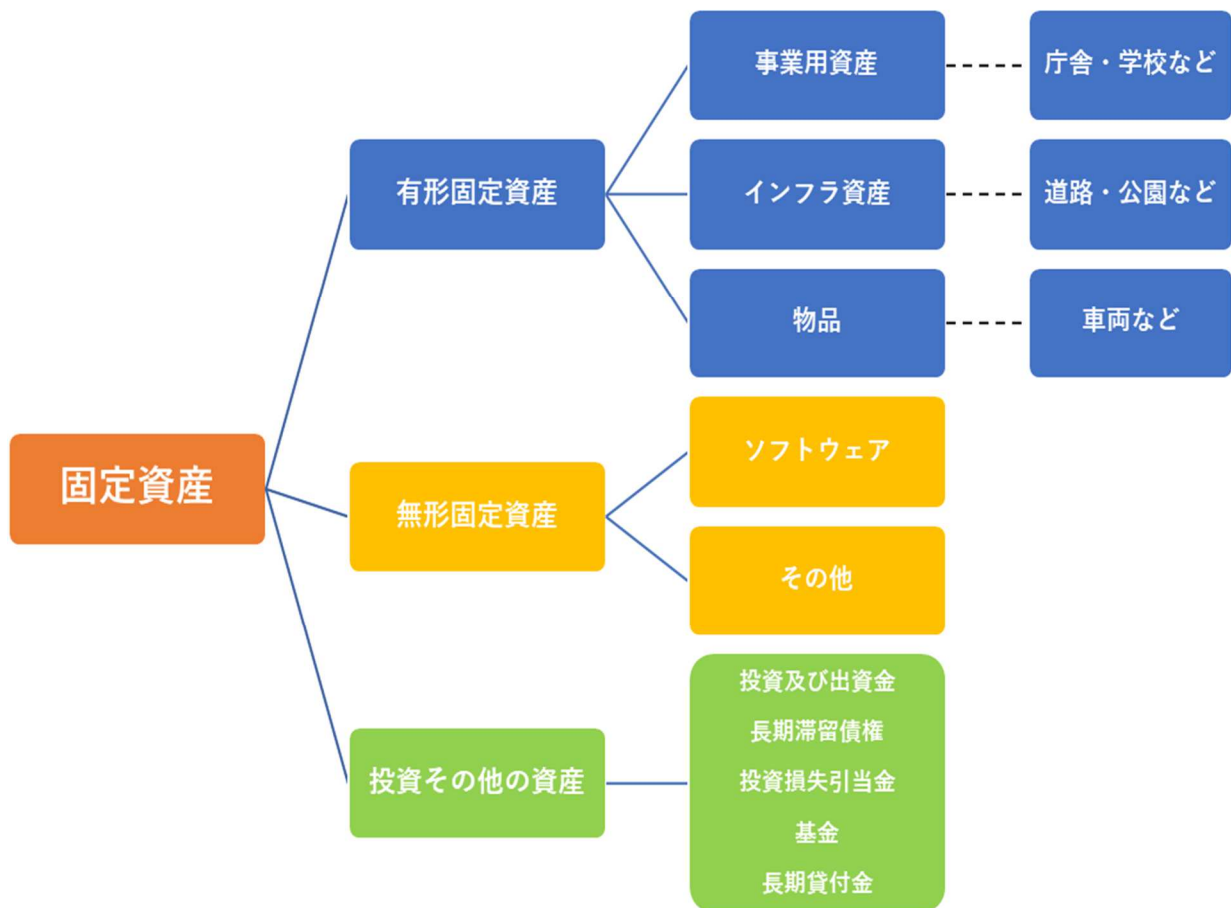 事業用資産
庁舎・学校など
有形固定資産
インフラ資産
道路・公園など
物品
車両など
固定資産
無形固定資産
ソフトウェア
その他
投資その他の資産
投資及び出資金
長期滞留債権
投資損失引当金
基金
長期貸付金